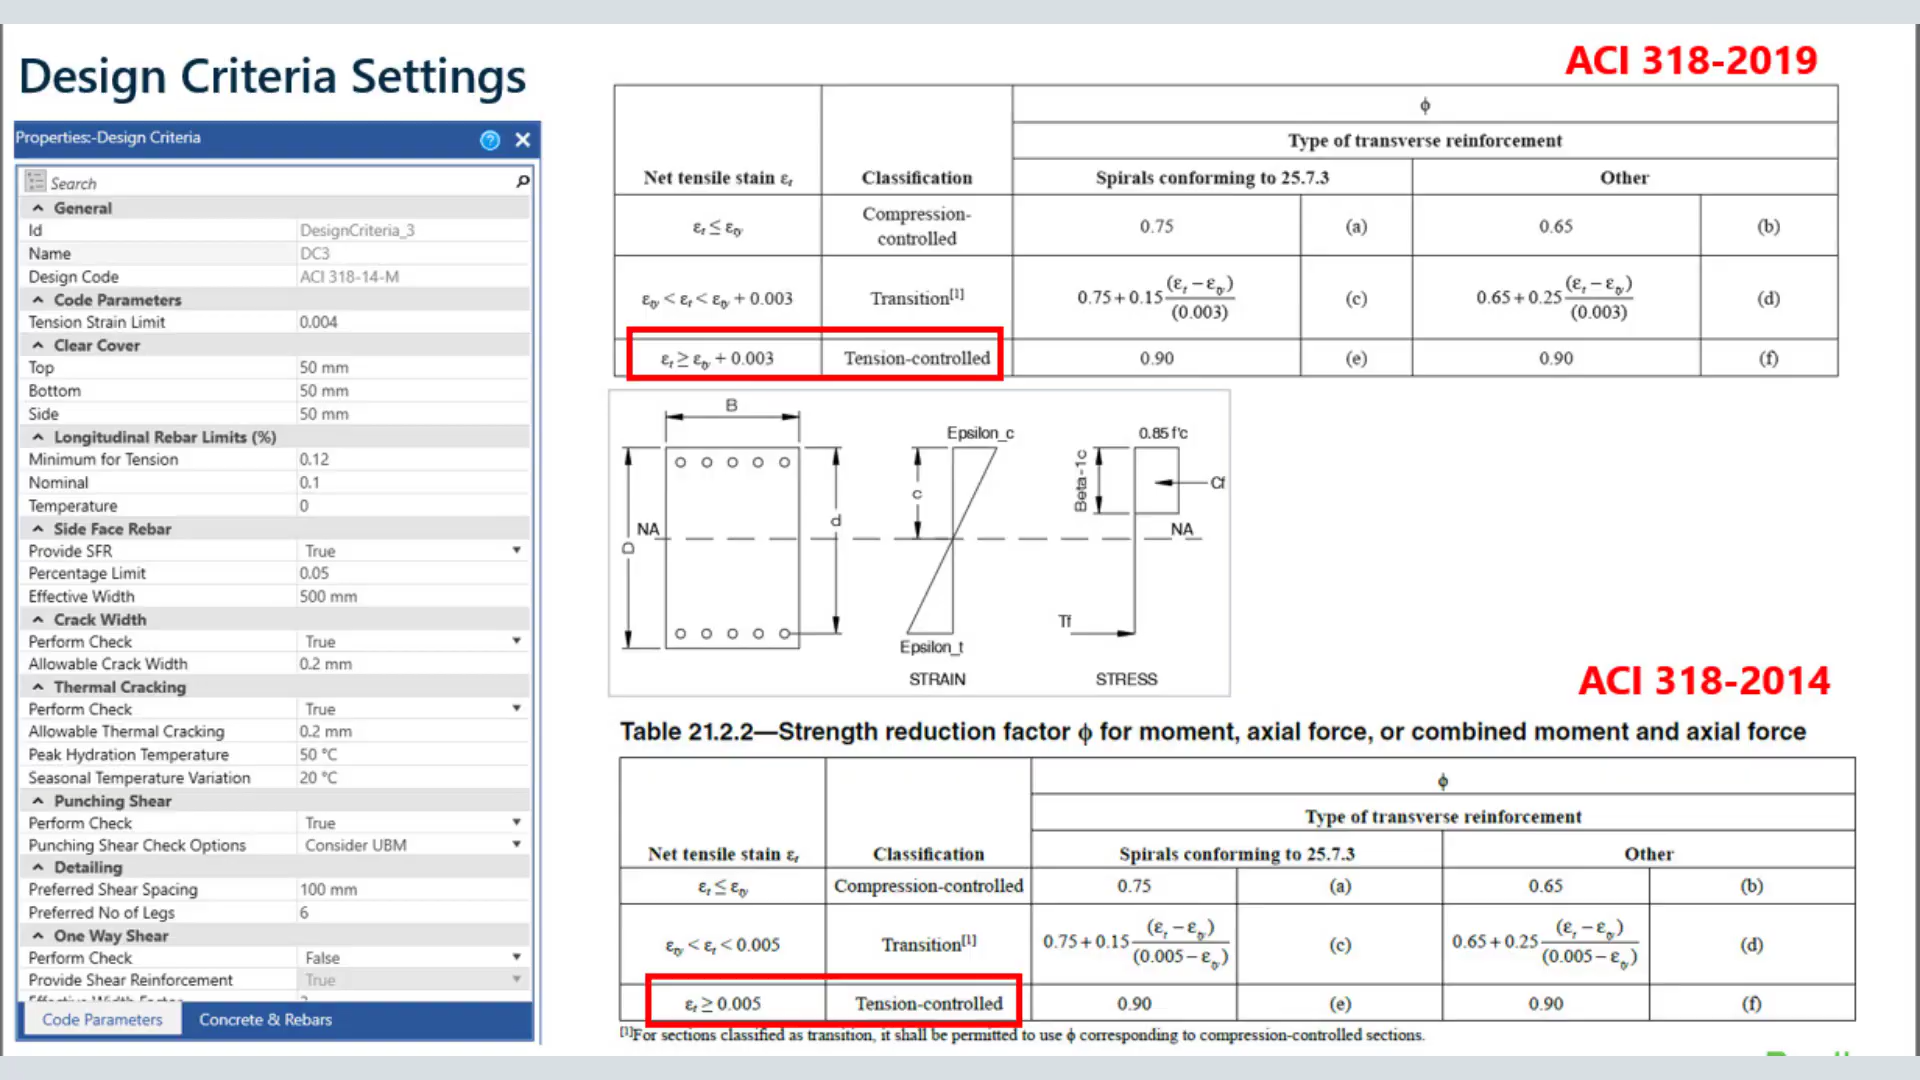 Design Criteria Settings
Properties:-Design Criteria
Search
General
Id DesignCriteria_3
Name DC3
Design Code ACI 318-14-M
Code Parameters
Tension Strain Limit 0.004
Clear Cover
Top 50 mm
Bottom 50 mm
Side 50 mm
Longitudinal Rebar Limits (%)
Minimum for Tension 0.12
Nominal 0.1
Temperature 0
Side Face Rebar
Provide SFR True
Percentage Limit 0.05
Effective Width 500 mm
Crack Width
Perform Check True
Allowable Crack Width 0.2 mm
Thermal Cracking
Perform Check True
Allowable Thermal Cracking 0.2 mm
Peak Hydration Temperature 50 °C
Seasonal Temperature Variation 20 °C
Punching Shear
Perform Check True
Punching Shear Check Options Consider UBM
Detailing
Preferred Shear Spacing 100 mm
Preferred No of Legs 6
One Way Shear
Perform Check False
Provide Shear Reinforcement True
Code Parameters Concrete & Rebars
ACI 318-2019
ϕ
Type of transverse reinforcement
Net tensile stain εt Classification Spirals conforming to 25.7.3 Other
εt ≤ εty Compression-controlled 0.75 (a) 0.65 (b)
εty < εt < εty + 0.003 Transition[1] 0.75 + 0.15 (εt − εty) / (0.003) (c) 0.65 + 0.25 (εt − εty) / (0.003) (d)
εt ≥ εty + 0.003 Tension-controlled 0.90 (e) 0.90 (f)
B
D
d
NA
Epsilon_c
c
Epsilon_t
STRAIN
0.85 f'c
Beta-1c
Cf
NA
Tf
STRESS
ACI 318-2014
Table 21.2.2—Strength reduction factor ϕ for moment, axial force, or combined moment and axial force
ϕ
Type of transverse reinforcement
Net tensile stain εt Classification Spirals conforming to 25.7.3 Other
εt ≤ εty Compression-controlled 0.75 (a) 0.65 (b)
εty < εt < 0.005 Transition[1] 0.75 + 0.15 (εt − εty) / (0.005 − εty) (c) 0.65 + 0.25 (εt − εty) / (0.005 − εty) (d)
εt ≥ 0.005 Tension-controlled 0.90 (e) 0.90 (f)
[1]For sections classified as transition, it shall be permitted to use ϕ corresponding to compression-controlled sections.